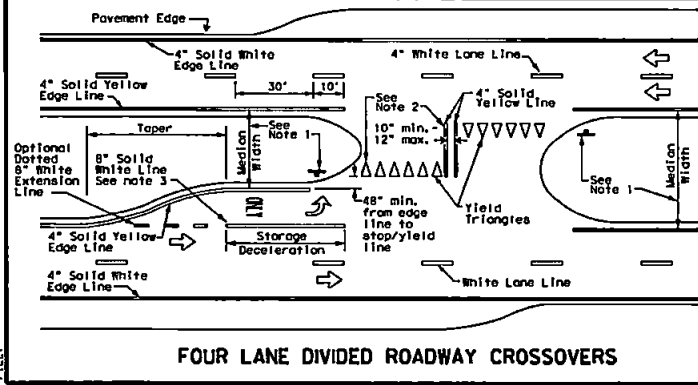 Pavement Edge
4" Solid White
Edge Line
4" White Lane Line
30'
10'
4" Solid Yellow
Edge Line
See
Note 2
4" Solid
Yellow
Line
Taper
See
Note 1
10" min.
12" max.
Median
Width
Optional
Dotted
8" White
Extension
Line
8" Solid
White Line
See note 3
ONLY
See
Note 1
Median
Width
Yield
Triangles
48" min.
from edge
line to
stop/yield
line
4" Solid Yellow
Edge Line
Storage
Deceleration
4" Solid White
Edge Line
White Lane Line
FOUR LANE DIVIDED ROADWAY CROSSOVERS